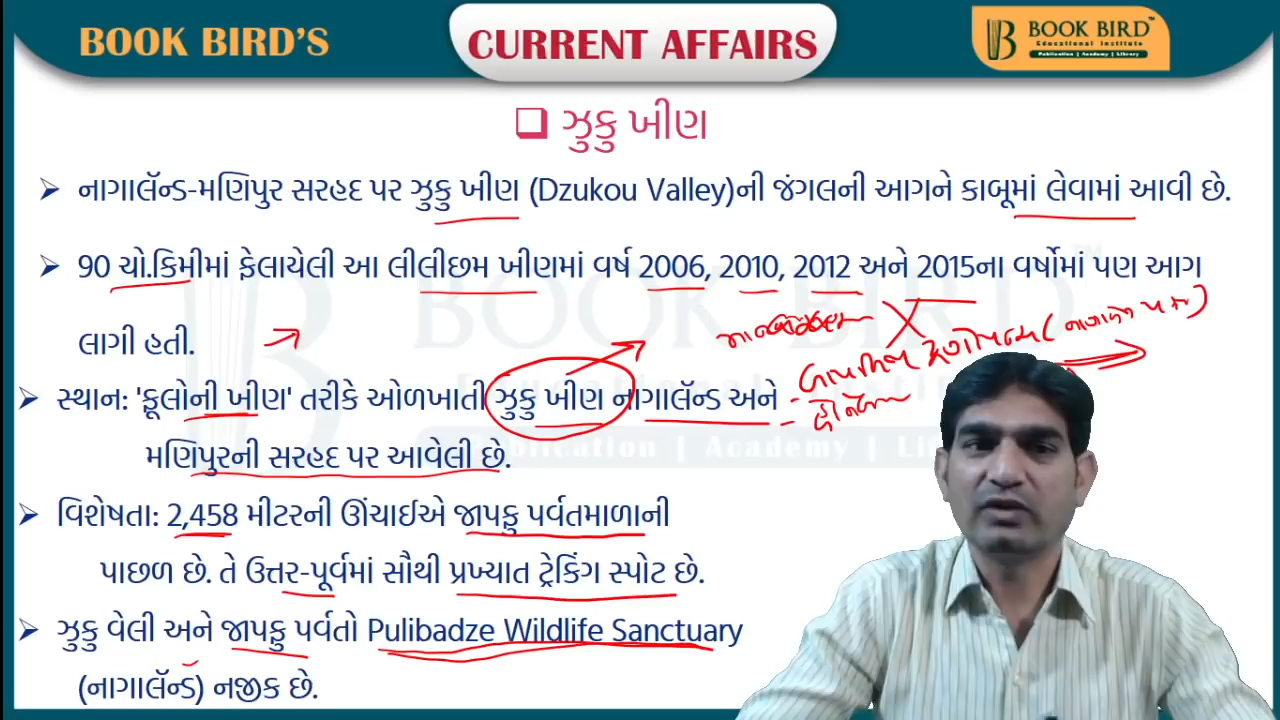 BOOK BIRD'S
CURRENT AFFAIRS
BOOK BIRD™
Educational Institute
Publication | Academy | Library
ઝુકુ ખીણ
નાગાલૅન્ડ-મણિપુર સરહદ પર ઝુકુ ખીણ (Dzukou Valley)ની જંગલની આગને કાબૂમાં લેવામાં આવી છે.
90 ચો.કિમીમાં ફેલાયેલી આ લીલીછમ ખીણમાં વર્ષ 2006, 2010, 2012 અને 2015ના વર્ષોમાં પણ આગ
લાગી હતી.
સ્થાન: 'ફૂલોની ખીણ' તરીકે ઓળખાતી ઝુકુ ખીણ નાગાલૅન્ડ અને
મણિપુરની સરહદ પર આવેલી છે.
વિશેષતા: 2,458 મીટરની ઊંચાઈએ જાપફુ પર્વતમાળાની
પાછળ છે. તે ઉત્તર-પૂર્વમાં સૌથી પ્રખ્યાત ટ્રેકિંગ સ્પોટ છે.
ઝુકુ વેલી અને જાપફુ પર્વતો Pulibadze Wildlife Sanctuary
(નાગાલૅન્ડ) નજીક છે.